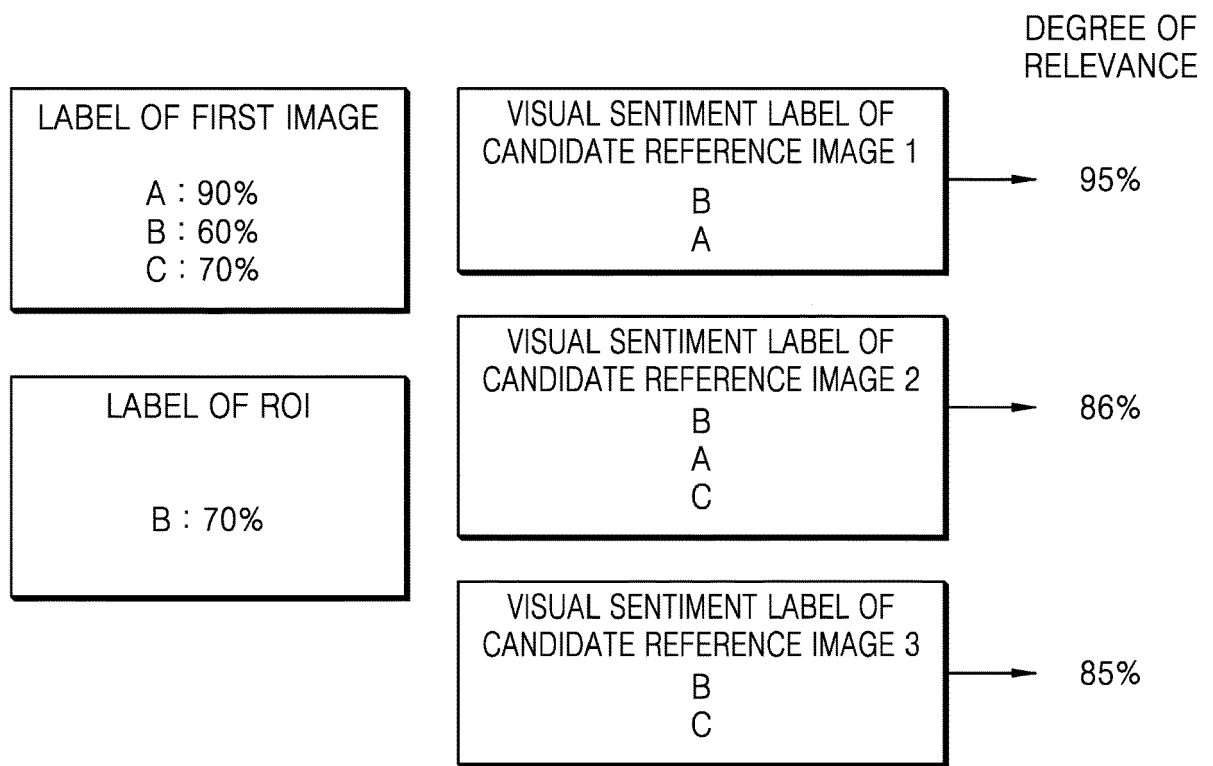 DEGREE OF
RELEVANCE
LABEL OF FIRST IMAGE
A : 90%
B : 60%
C : 70%
LABEL OF ROI
B : 70%
VISUAL SENTIMENT LABEL OF
CANDIDATE REFERENCE IMAGE 1
B
A
95%
VISUAL SENTIMENT LABEL OF
CANDIDATE REFERENCE IMAGE 2
B
A
C
86%
VISUAL SENTIMENT LABEL OF
CANDIDATE REFERENCE IMAGE 3
B
C
85%